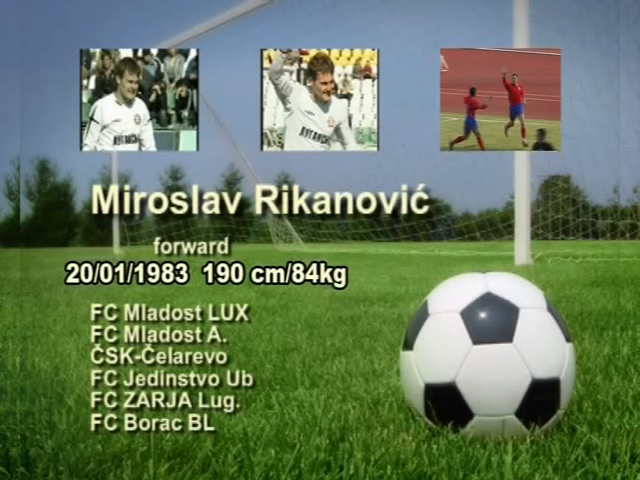 ЛУГАНСЬК
Miroslav Rikanović
forward
20/01/1983 190 cm/84kg
FC Mladost LUX
FC Mladost A.
ČSK-Čelarevo
FC Jedinstvo Ub
FC ZARJA Lug.
FC Borac BL